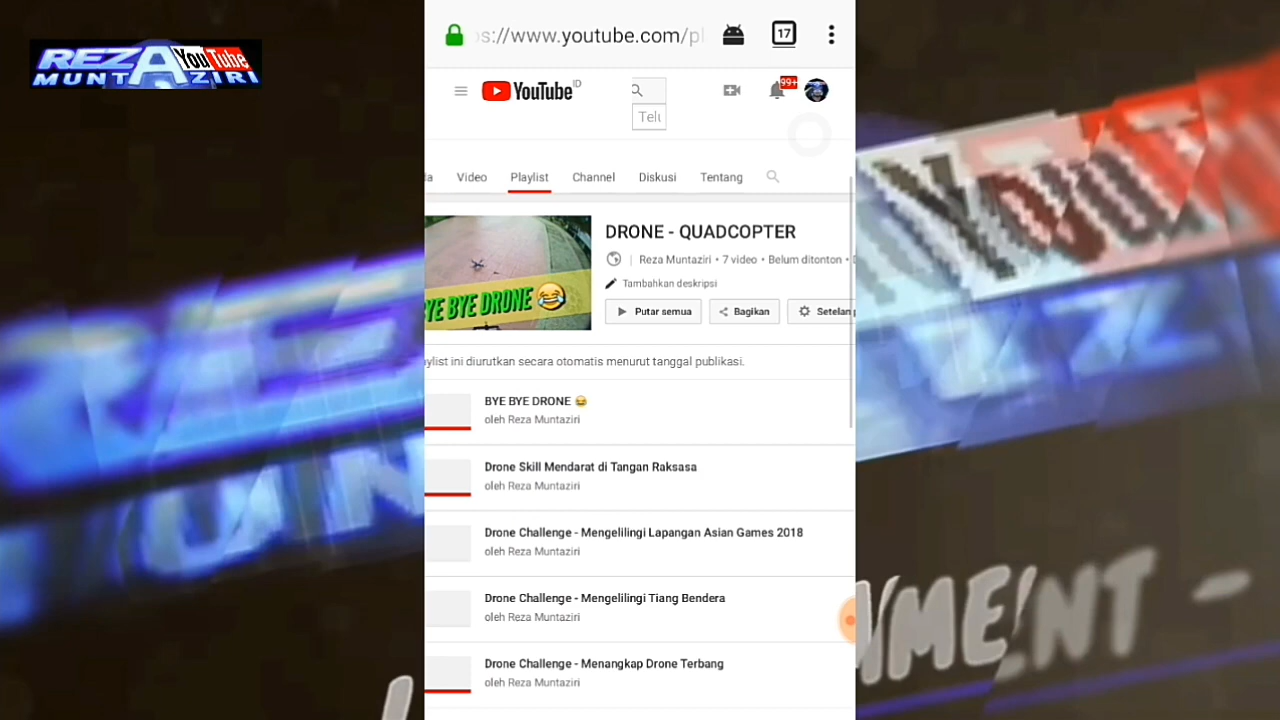 REZA YouTube
MUNTAZIRI
s://www.youtube.com/pl
17
YouTube ID
99+
Telu
da Video Playlist Channel Diskusi Tentang
DRONE - QUADCOPTER
Reza Muntaziri • 7 video • Belum ditonton •
Tambahkan deskripsi
Putar semua Bagikan Setelan p
BYE BYE DRONE 😂
aylist ini diurutkan secara otomatis menurut tanggal publikasi.
BYE BYE DRONE 😂
oleh Reza Muntaziri
Drone Skill Mendarat di Tangan Raksasa
oleh Reza Muntaziri
Drone Challenge - Mengelilingi Lapangan Asian Games 2018
oleh Reza Muntaziri
Drone Challenge - Mengelilingi Tiang Bendera
oleh Reza Muntaziri
Drone Challenge - Menangkap Drone Terbang
oleh Reza Muntaziri